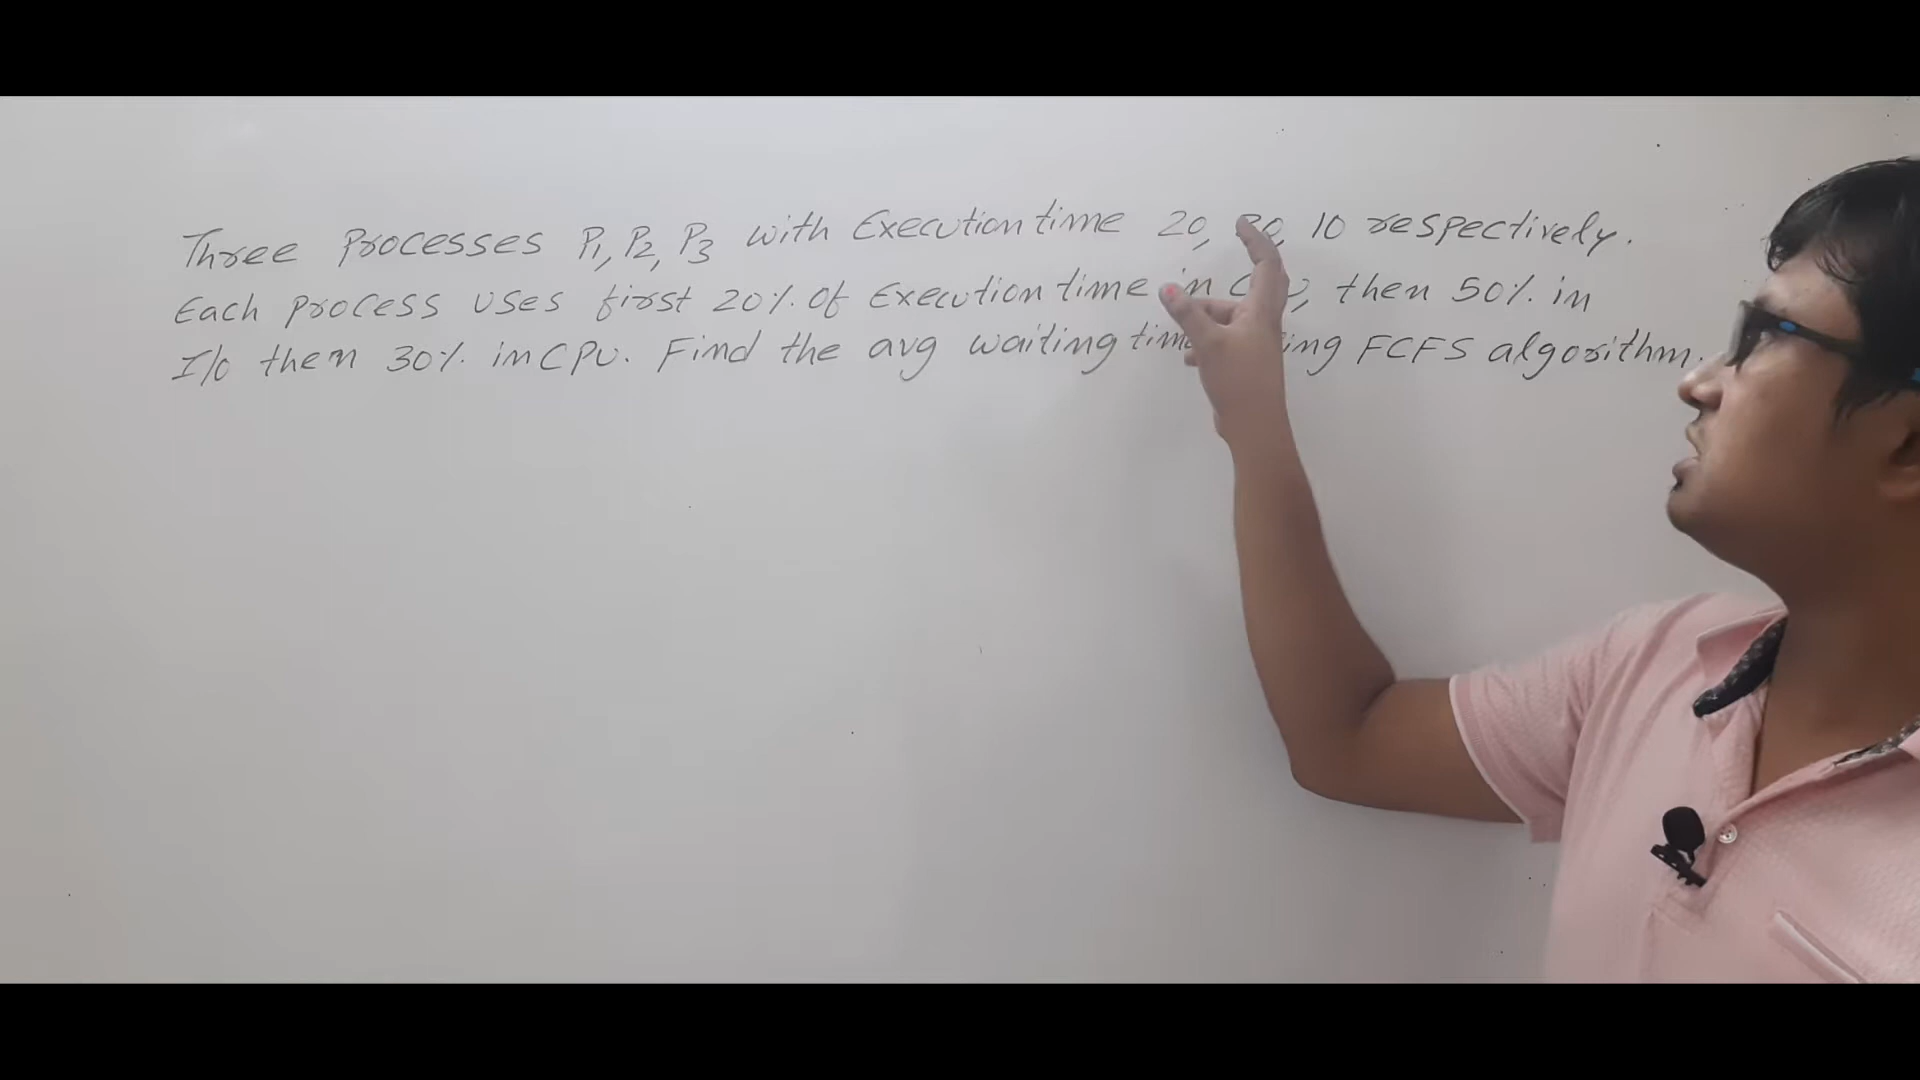 Three Processes P1, P2, P3 with Execution time 20, 10 respectively.
Each process uses first 20% of Execution time in then 50% in
I/o then 30% in CPU. Find the avg waiting FCFS algorithm.